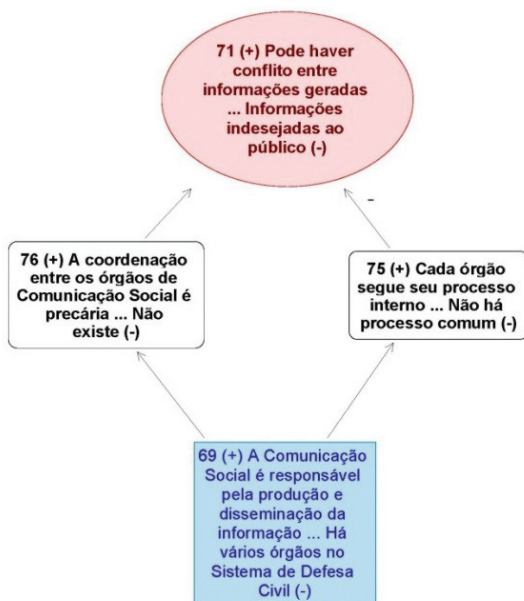 71 (+) Pode haver
conflito entre
informações geradas
... Informações
indesejadas ao
público (-)
-
76 (+) A coordenação
entre os órgãos de
Comunicação Social é
precária ... Não
existe (-)
75 (+) Cada órgão
segue seu processo
interno ... Não há
processo comum (-)
69 (+) A Comunicação
Social é responsável
pela produção e
disseminação da
informação ... Há
vários órgãos no
Sistema de Defesa
Civil (-)